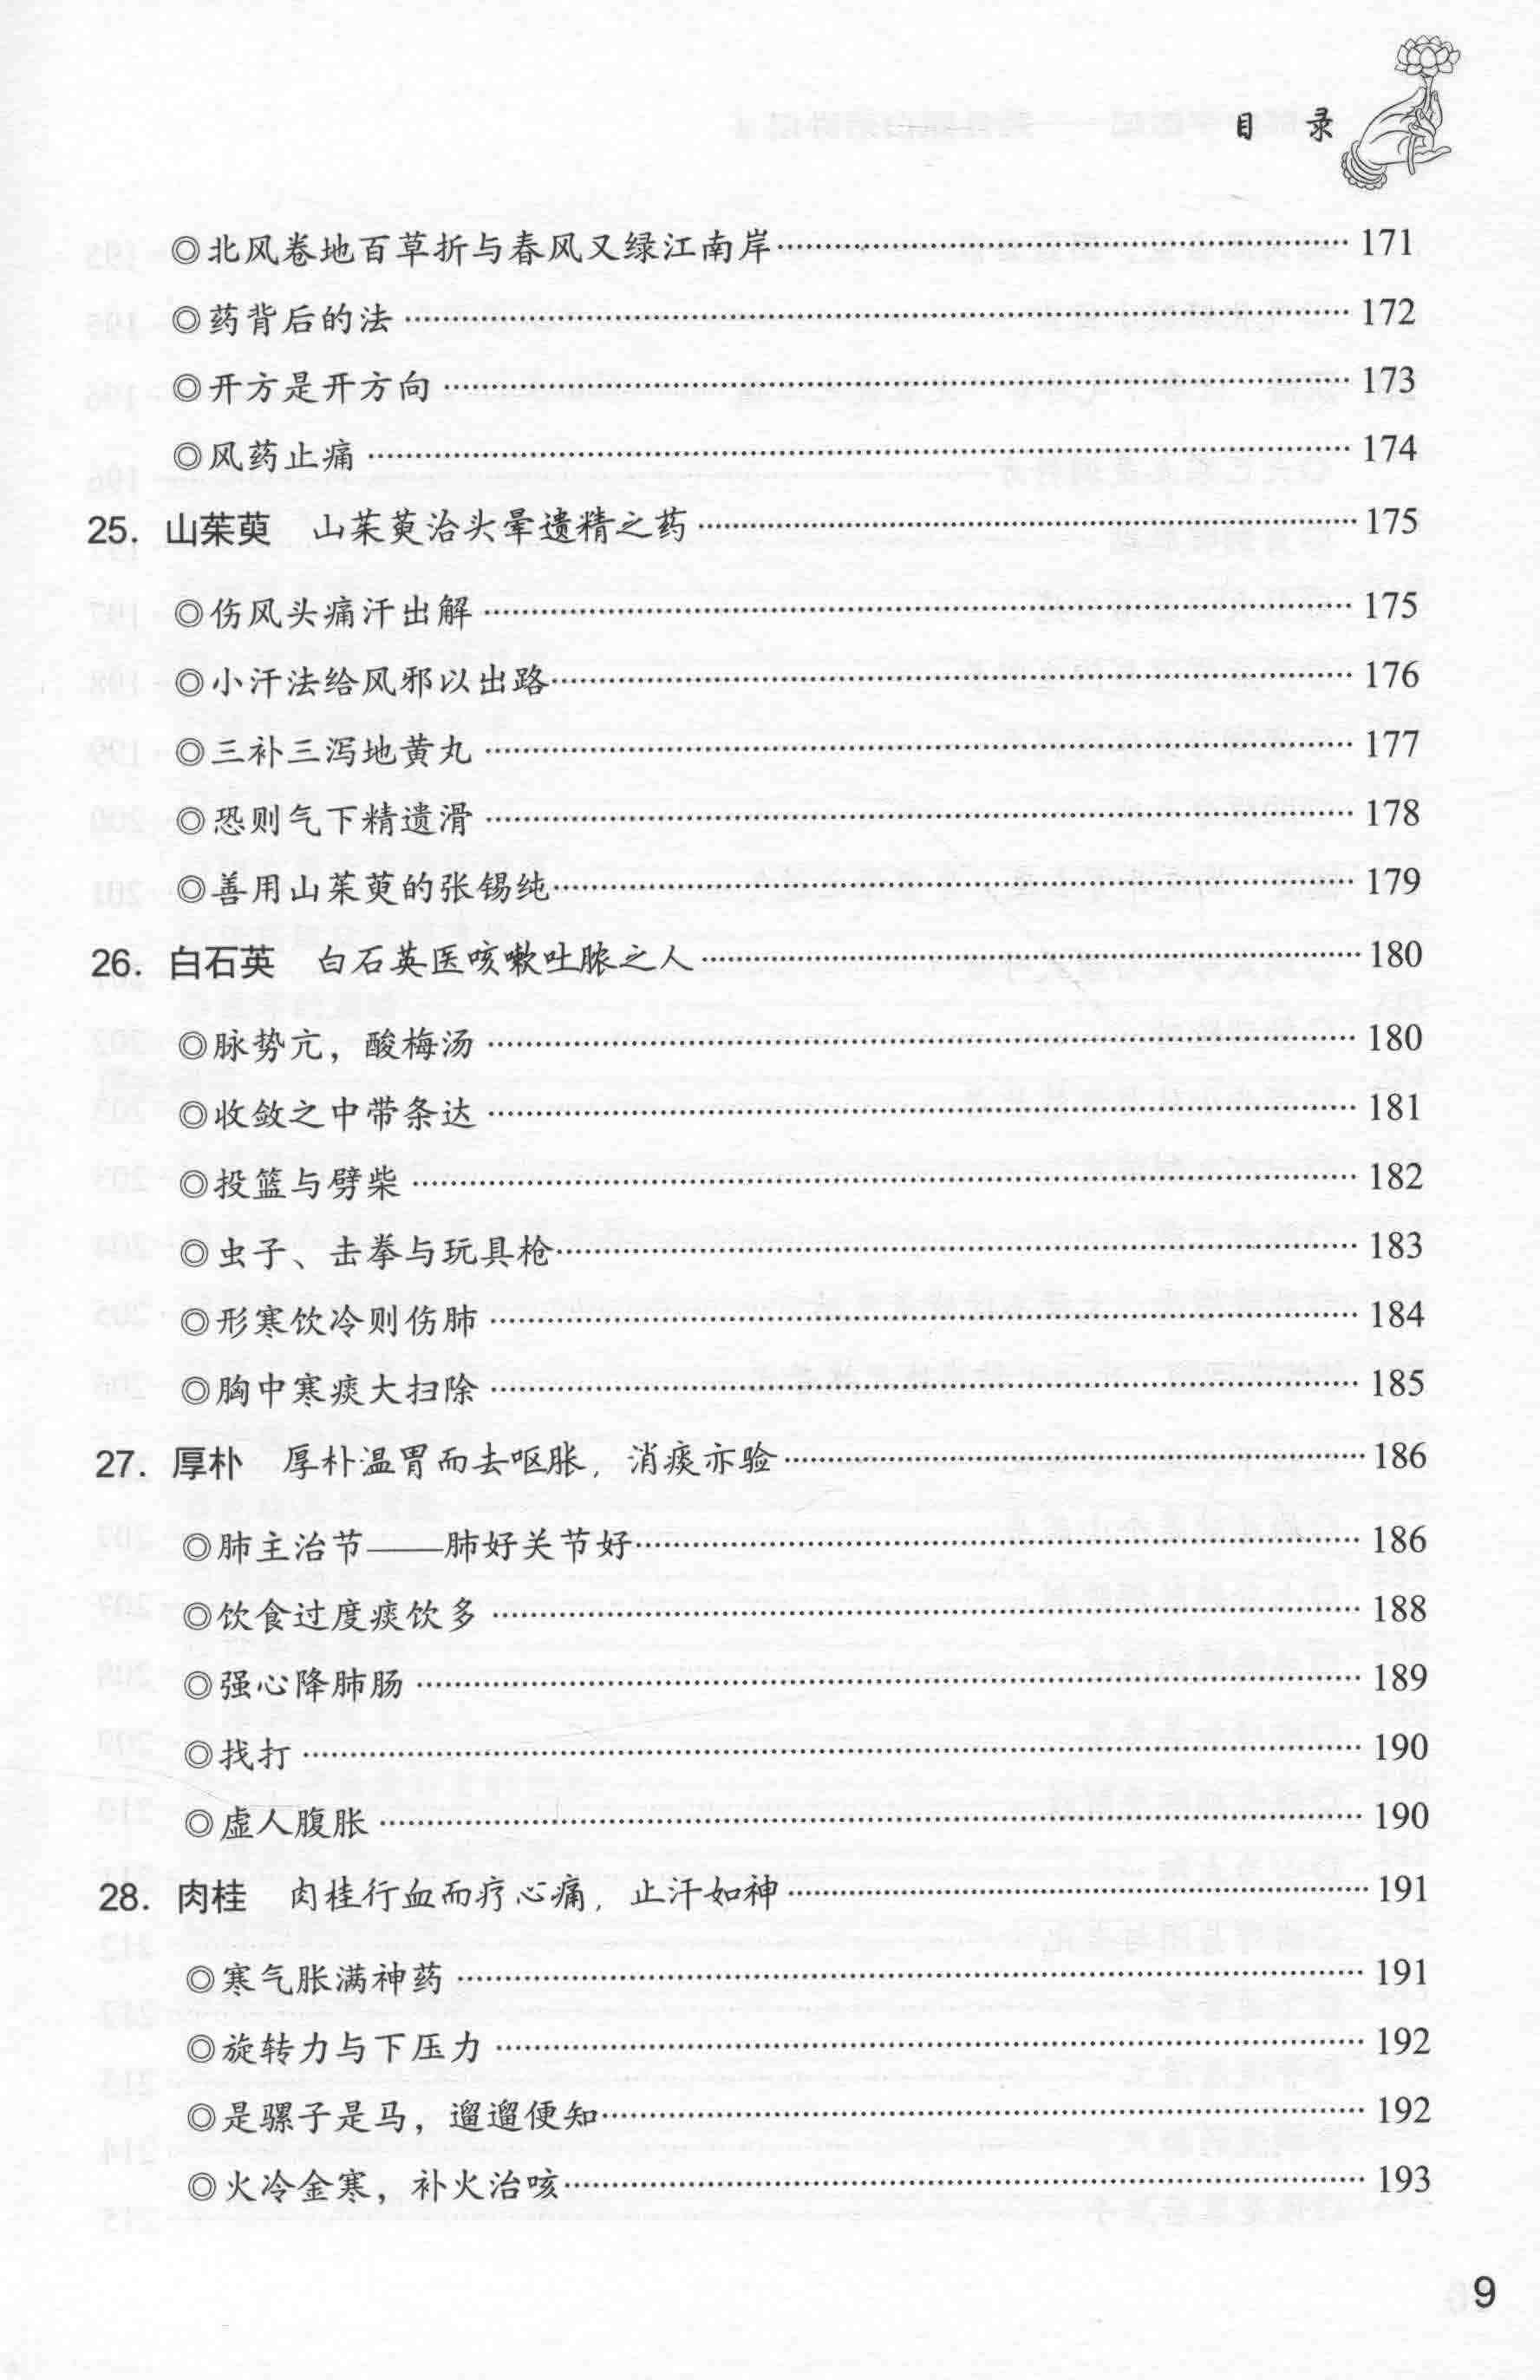 目 录
◎北风卷地百草折与春风又绿江南岸…………171
◎药背后的法…………172
◎开方是开方向…………173
◎风药止痛…………174
25. 山茱萸 山茱萸治头晕遗精之药…………175
◎伤风头痛汗出解…………175
◎小汗法给风邪以出路…………176
◎三补三泻地黄丸…………177
◎恐则气下精遗滑…………178
◎善用山茱萸的张锡纯…………179
26. 白石英 白石英医咳嗽吐脓之人…………180
◎脉势亢，酸梅汤…………180
◎收敛之中带条达…………181
◎投篮与劈柴…………182
◎虫子、击拳与玩具枪…………183
◎形寒饮冷则伤肺…………184
◎胸中寒痰大扫除…………185
27. 厚朴 厚朴温胃而去呕胀，消痰亦验…………186
◎肺主治节——肺好关节好…………186
◎饮食过度痰饮多…………188
◎强心降肺肠…………189
◎找打…………190
◎虚人腹胀…………190
28. 肉桂 肉桂行血而疗心痛，止汗如神…………191
◎寒气胀满神药…………191
◎旋转力与下压力…………192
◎是骡子是马，遛遛便知…………192
◎火冷金寒，补火治咳…………193
9